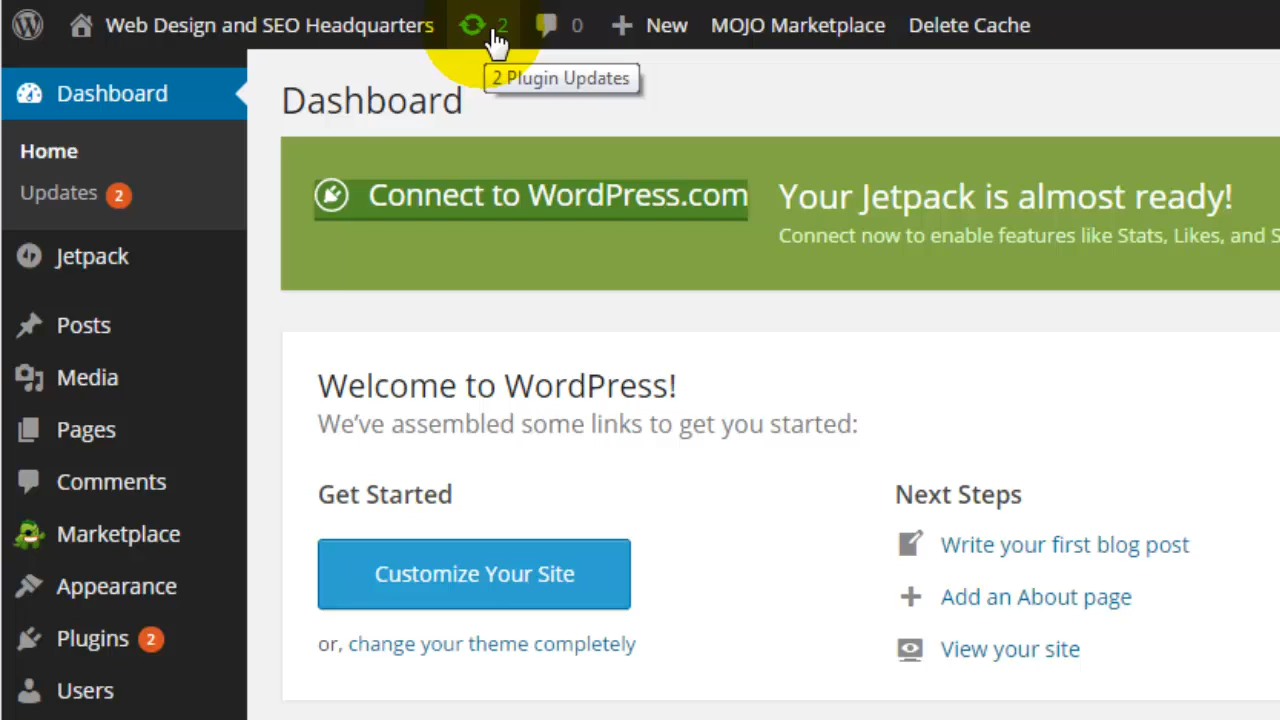 Web Design and SEO Headquarters 2 0 New MOJO Marketplace Delete Cache
2 Plugin Updates
Dashboard
Home
Updates 2
Jetpack
Posts
Media
Pages
Comments
Marketplace
Appearance
Plugins 2
Users
Dashboard
Connect to WordPress.com
Your Jetpack is almost ready!
Connect now to enable features like Stats, Likes, and S
Welcome to WordPress!
We've assembled some links to get you started:
Get Started
Customize Your Site
or, change your theme completely
Next Steps
Write your first blog post
Add an About page
View your site